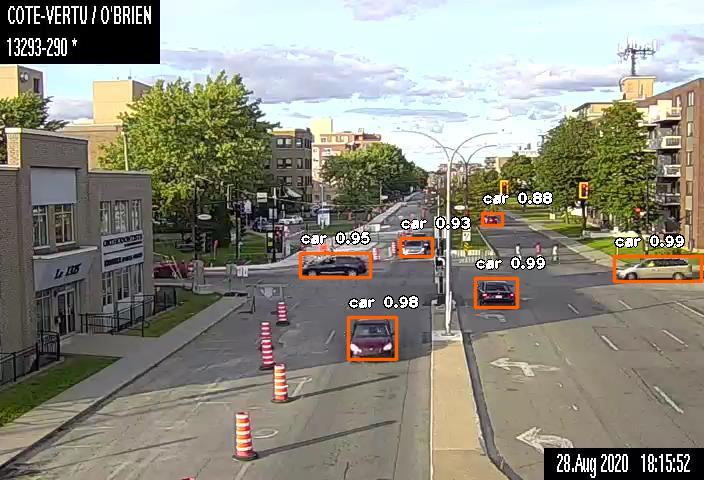 COTE-VERTU / O'BRIEN
13293-290 *
car 0.88
car 0.93
car 0.95
car 0.99
car 0.99
car 0.98
Le 1315
28.Aug 2020 18:15:52